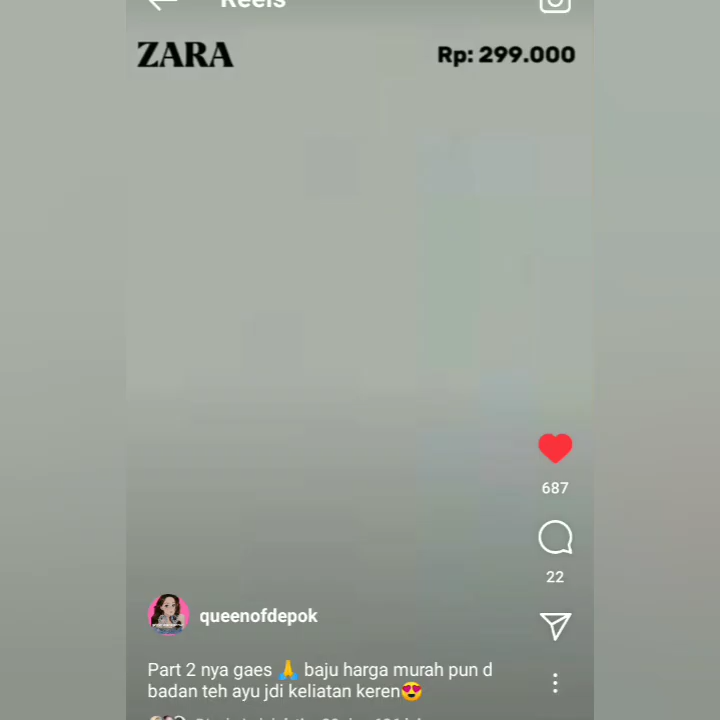 Reels
ZARA
Rp: 299.000
687
22
queenofdepok
Part 2 nya gaes 🙏 baju harga murah pun d
badan teh ayu jdi keliatan keren😍